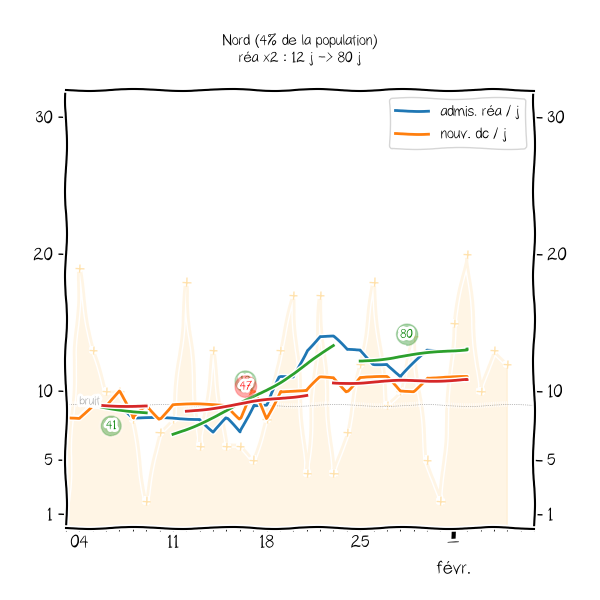 Nord (4% de la population)
réa x2 : 12 j -> 80 j
admis. réa / j
nouv. dc / j
30
30
20
20
80
47
bruit
10
10
41
5
5
1
1
04 11 18 25 1
févr.